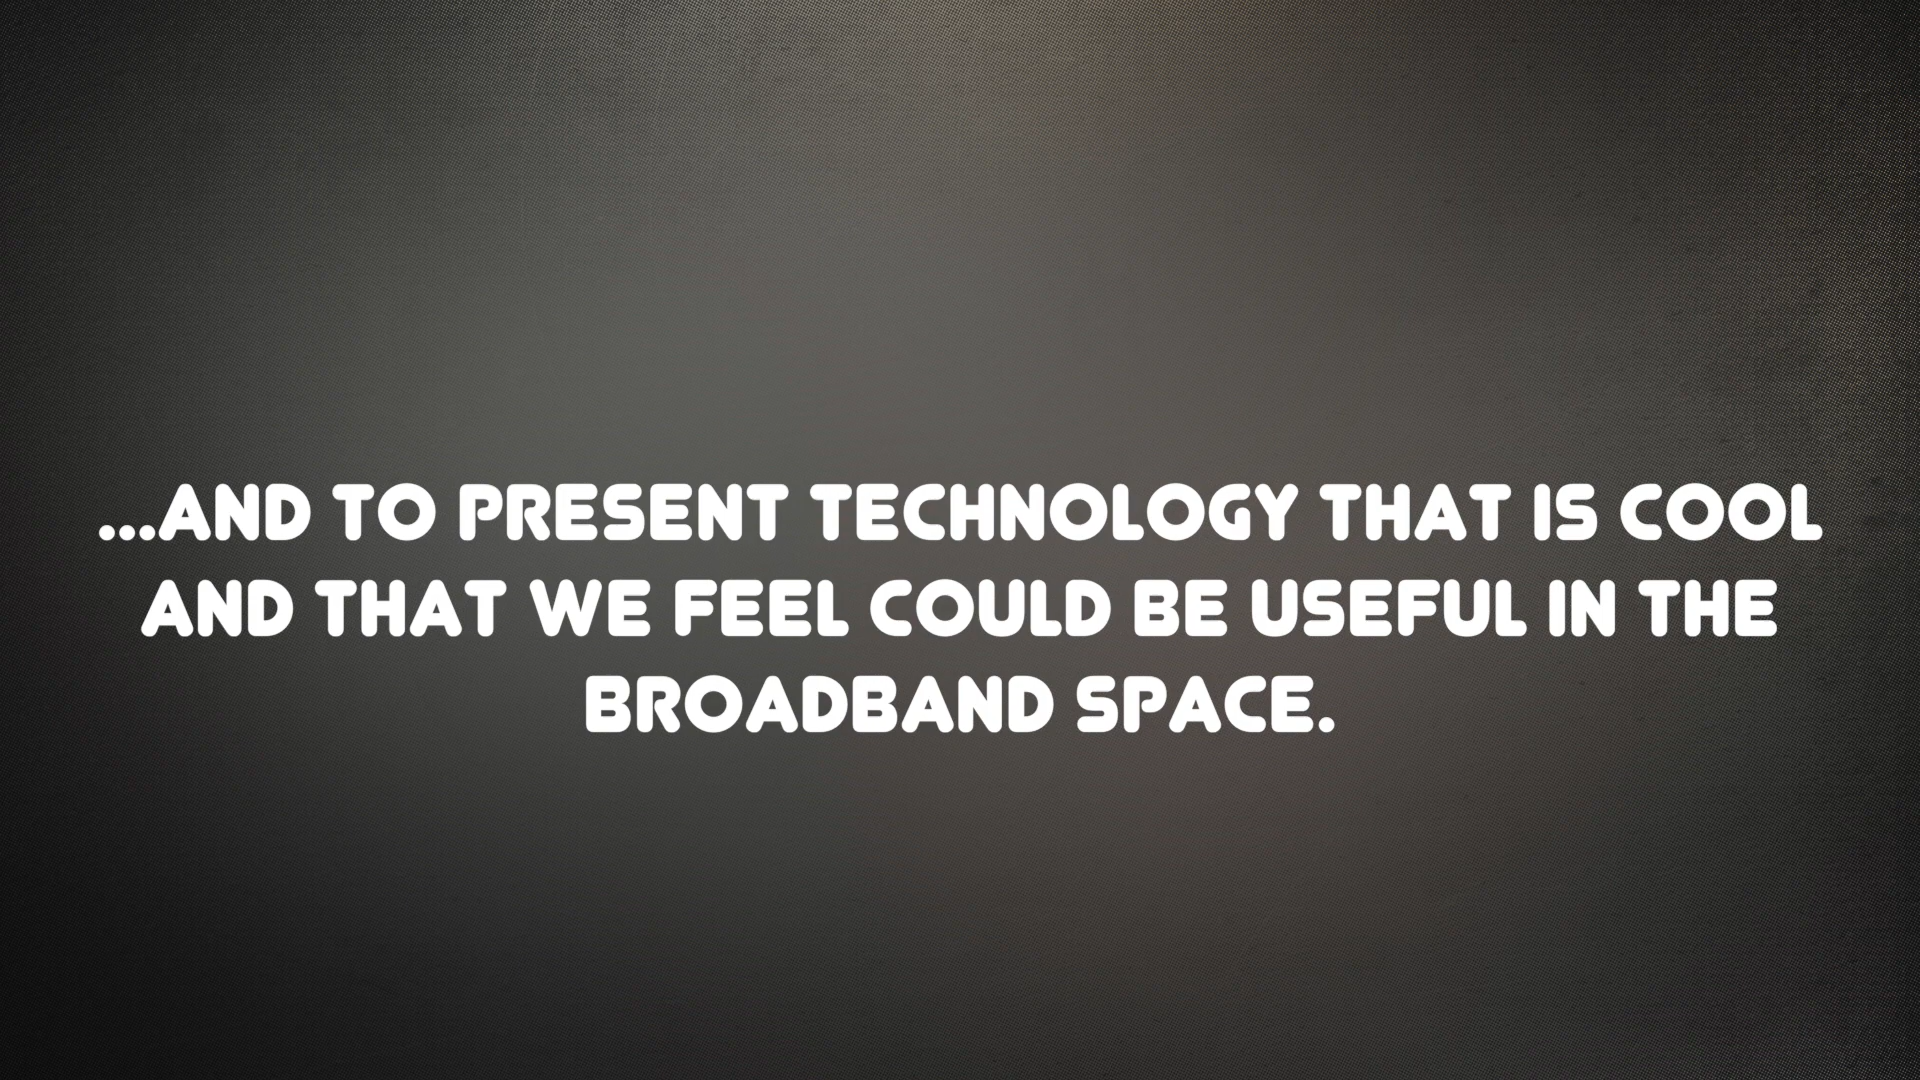 ...AND TO PRESENT TECHNOLOGY THAT IS COOL
AND THAT WE FEEL COULD BE USEFUL IN THE
BROADBAND SPACE.